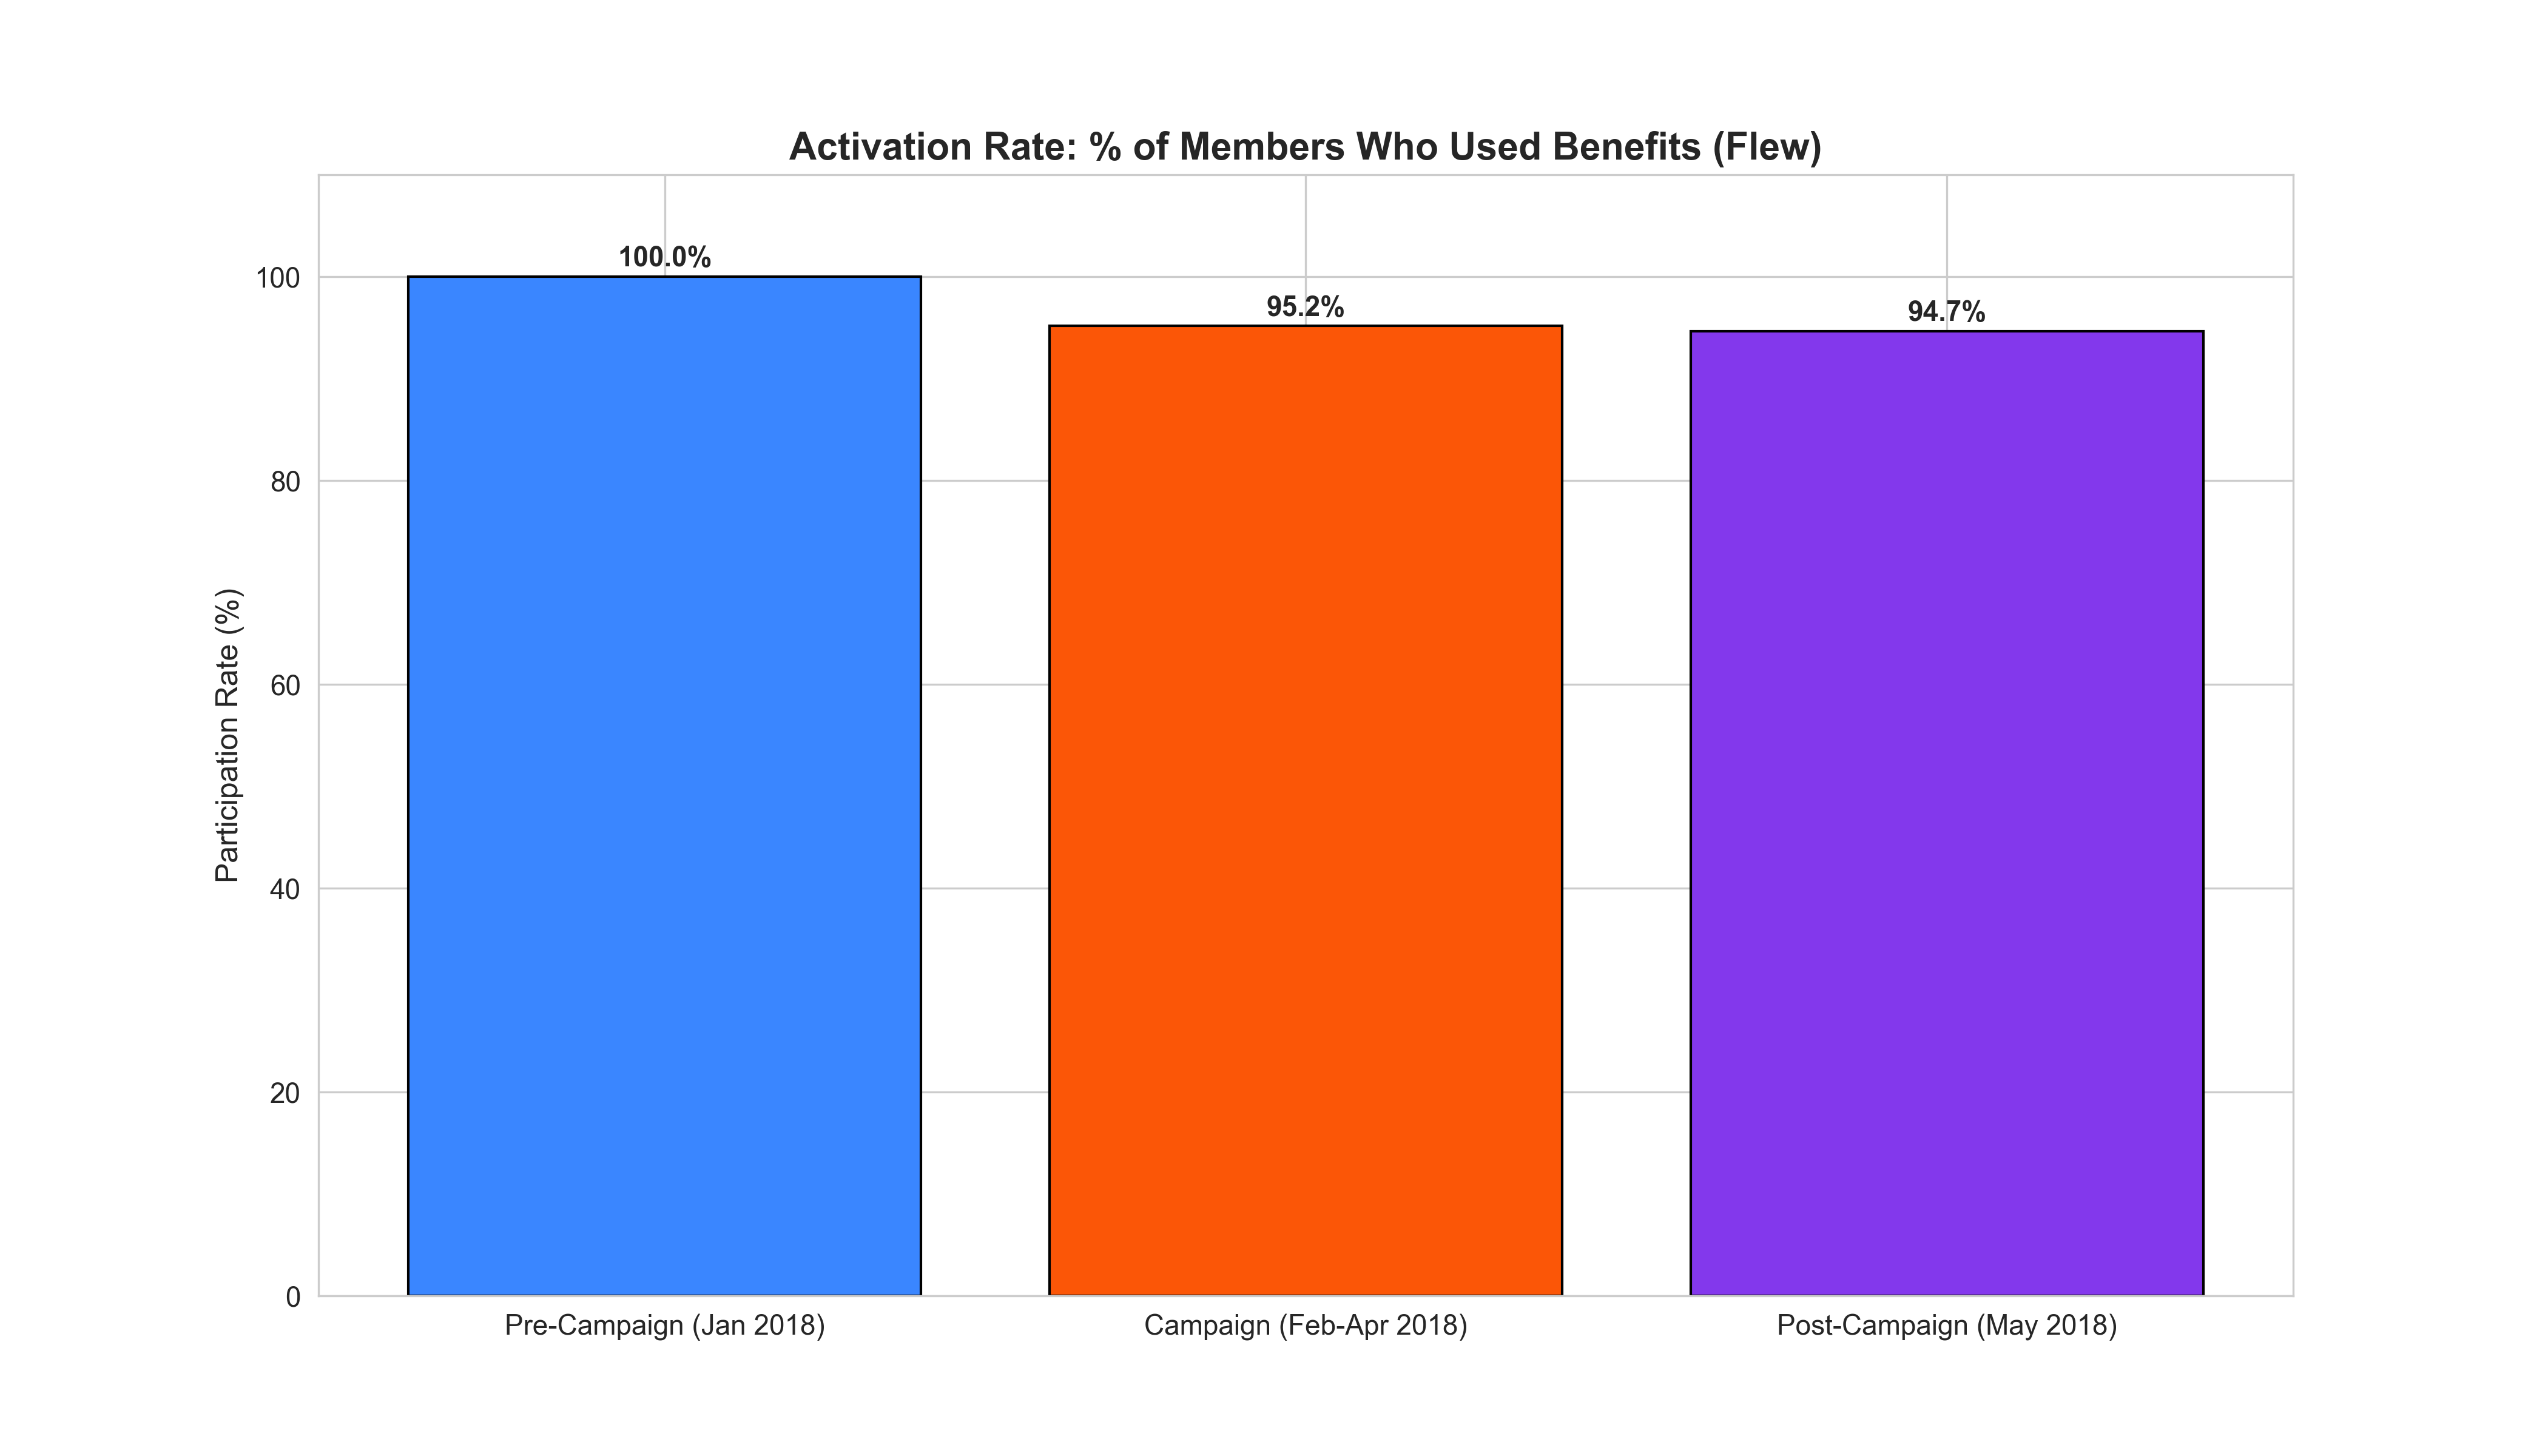 Activation Rate: % of Members Who Used Benefits (Flew)
Participation Rate (%)
100
80
60
40
20
0
100.0%
95.2%
94.7%
Pre-Campaign (Jan 2018)
Campaign (Feb-Apr 2018)
Post-Campaign (May 2018)